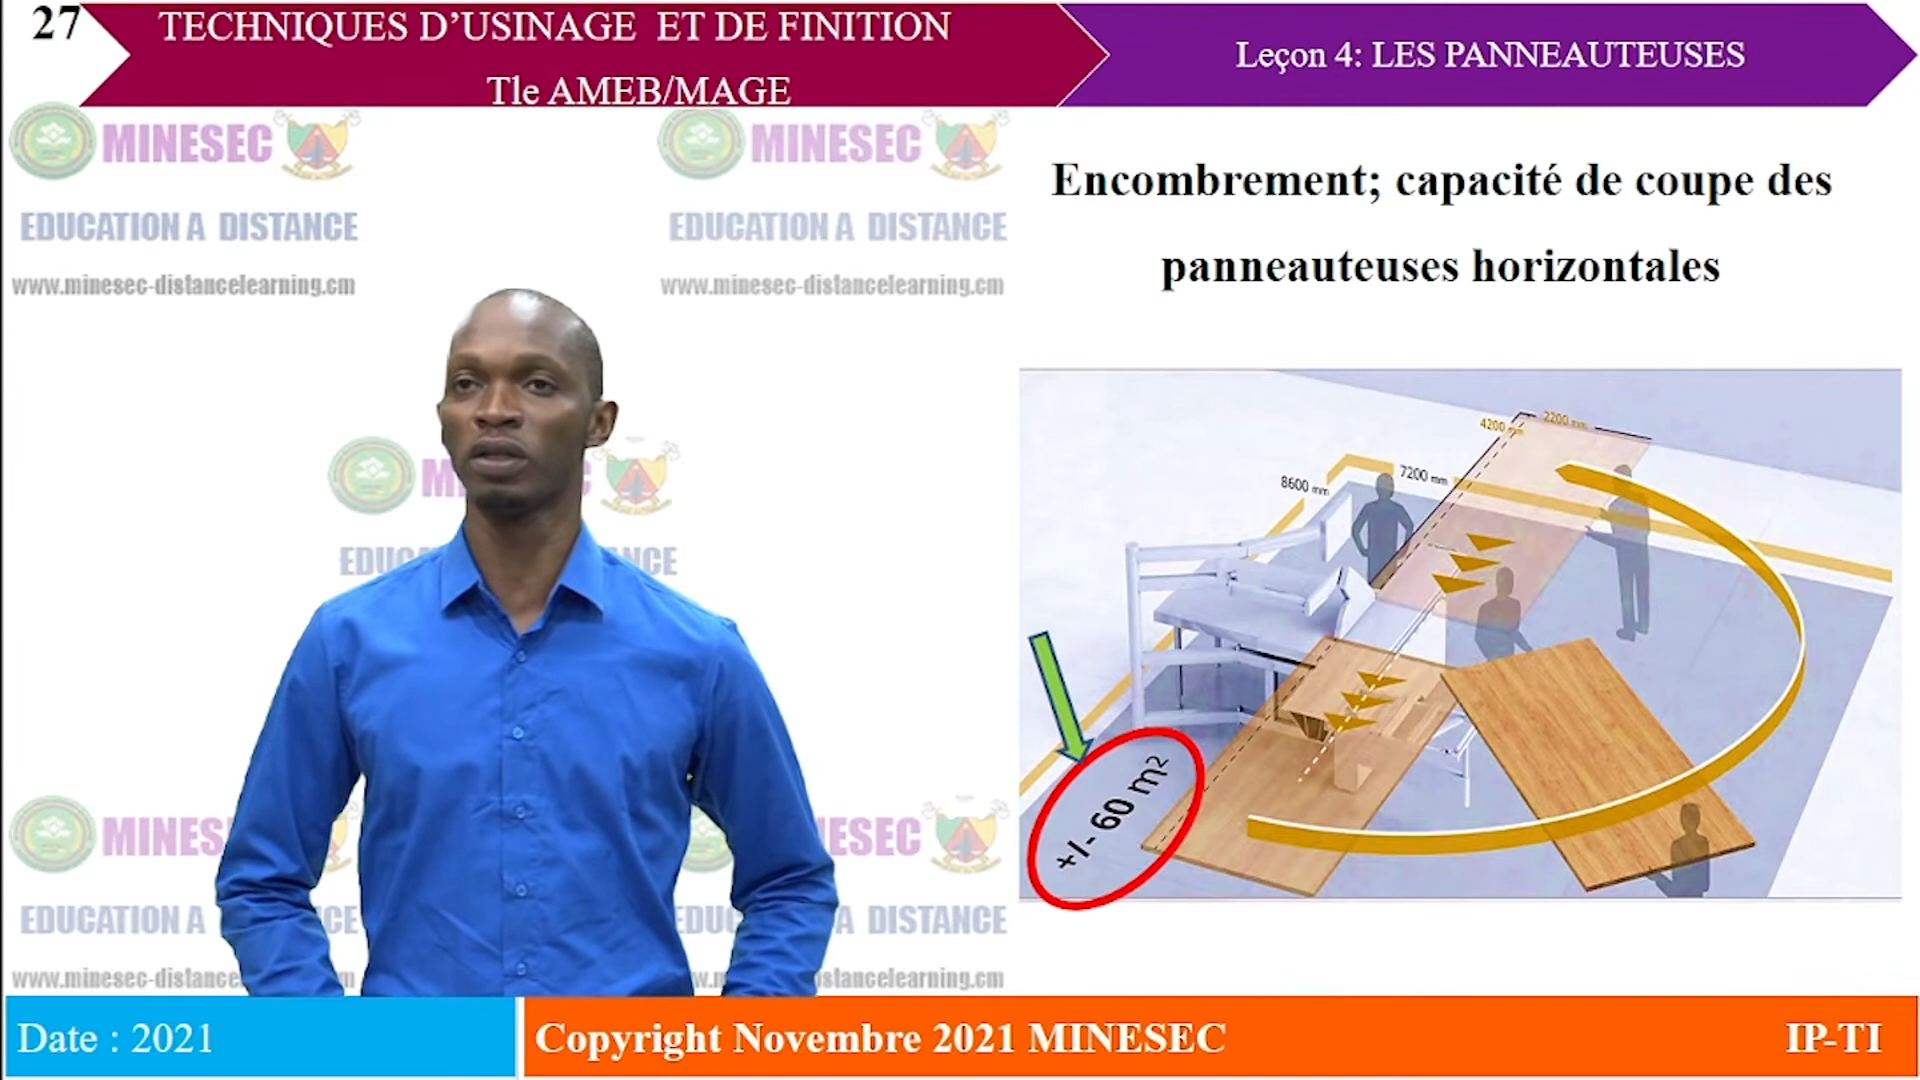 27
TECHNIQUES D’USINAGE ET DE FINITION
Tle AMEB/MAGE
Leçon 4: LES PANNEAUTEUSES
MINESEC
EDUCATION A DISTANCE
www.minesec-distancelearning.cm
MINESEC
EDUCATION A DISTANCE
www.minesec-distancelearning.cm
Encombrement; capacité de coupe des
panneauteuses horizontales
4200 mm
2200 mm
7200 mm
8600 mm
+/- 60 m²
Date : 2021
Copyright Novembre 2021 MINESEC
IP-TI